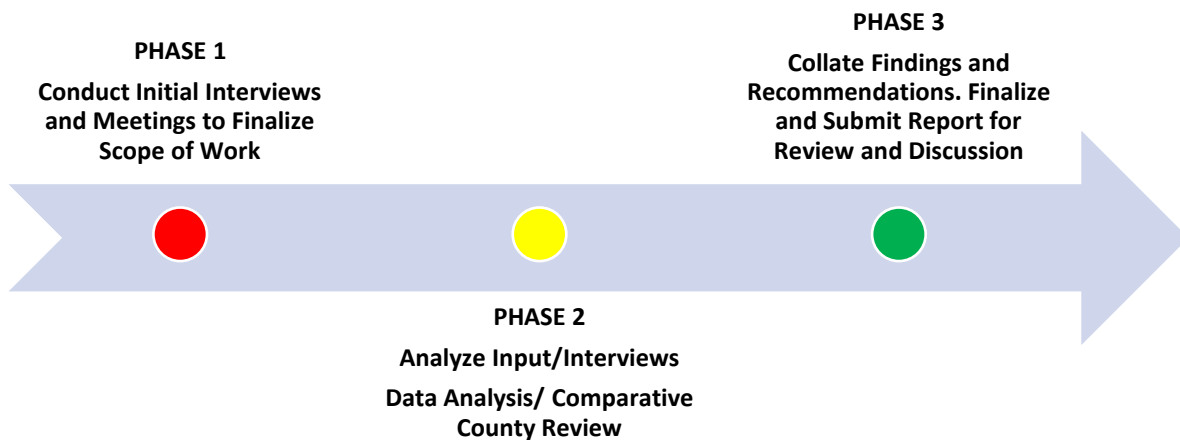 PHASE 1
Conduct Initial Interviews
and Meetings to Finalize
Scope of Work
PHASE 2
Analyze Input/Interviews
Data Analysis/ Comparative
County Review
PHASE 3
Collate Findings and
Recommendations. Finalize
and Submit Report for
Review and Discussion